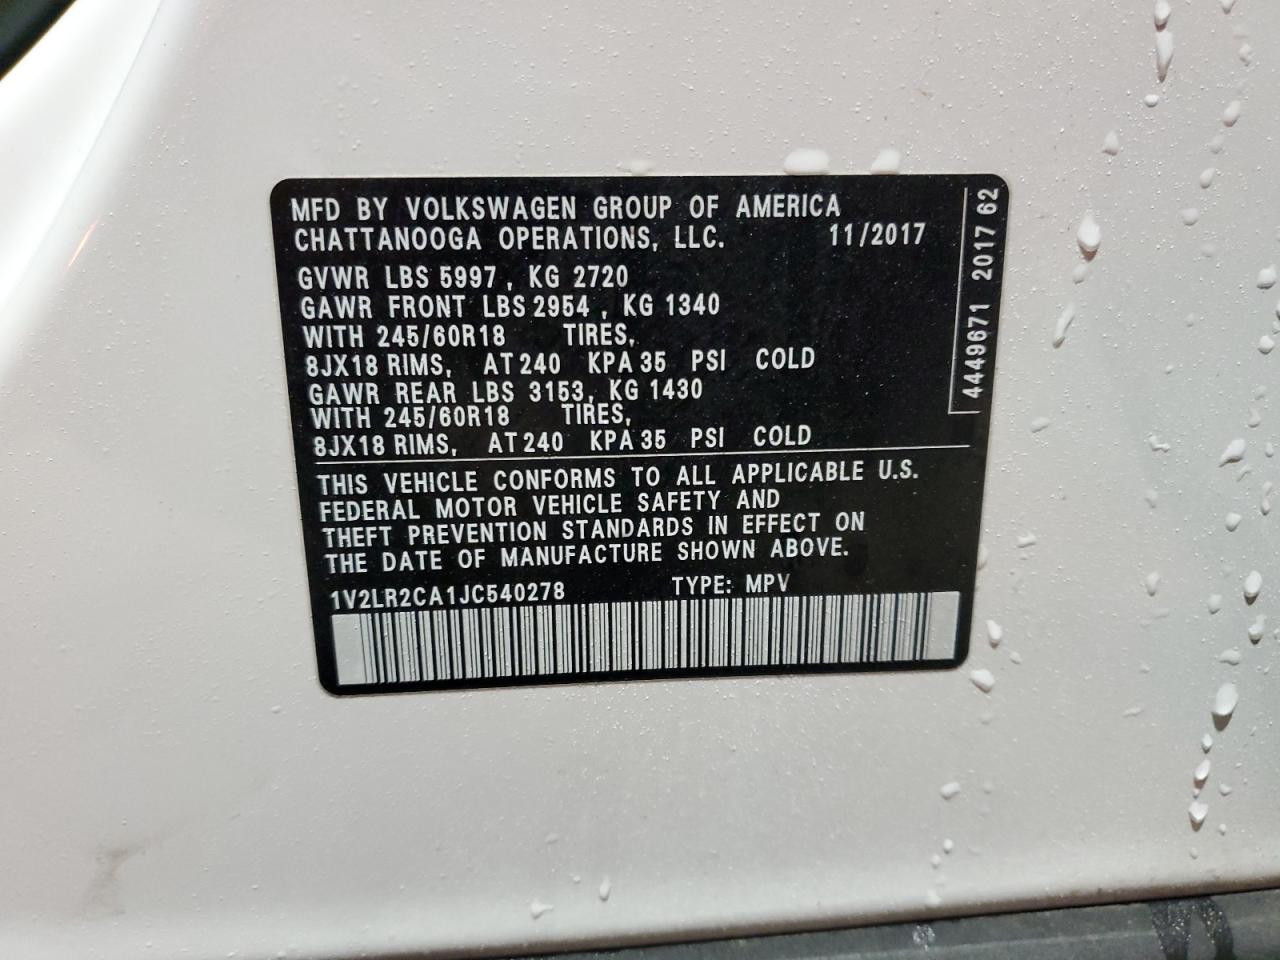 MFD BY VOLKSWAGEN GROUP OF AMERICA
CHATTANOOGA OPERATIONS, LLC. 11/2017
GVWR LBS 5997, KG 2720
GAWR FRONT LBS 2954, KG 1340
WITH 245/60R18 TIRES,
8JX18 RIMS, AT 240 KPA 35 PSI COLD
GAWR REAR LBS 3153, KG 1430
WITH 245/60R18 TIRES,
8JX18 RIMS, AT 240 KPA 35 PSI COLD
THIS VEHICLE CONFORMS TO ALL APPLICABLE U.S.
FEDERAL MOTOR VEHICLE SAFETY AND
THEFT PREVENTION STANDARDS IN EFFECT ON
THE DATE OF MANUFACTURE SHOWN ABOVE.
1V2LR2CA1JC540278 TYPE: MPV
4449671 2017 62